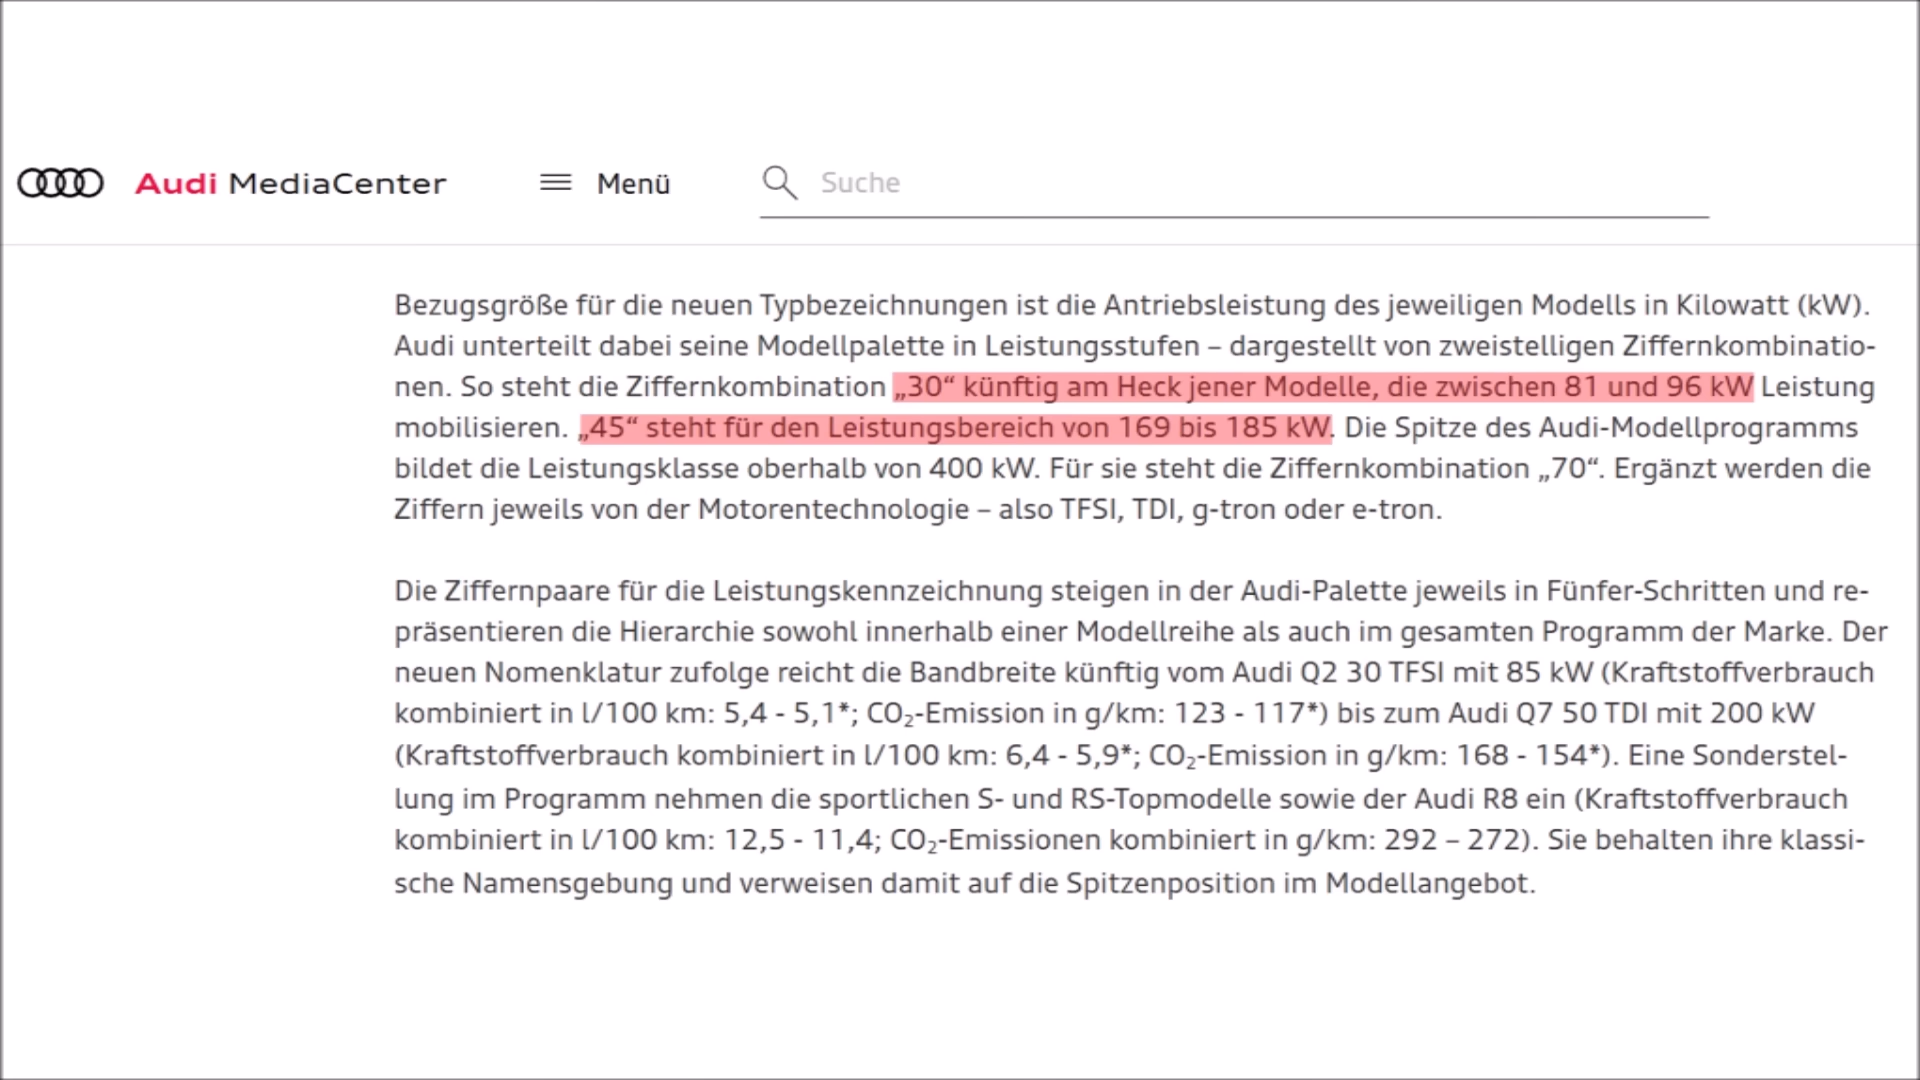 Audi MediaCenter
Menü
Suche
Bezugsgröße für die neuen Typbezeichnungen ist die Antriebsleistung des jeweiligen Modells in Kilowatt (kW).
Audi unterteilt dabei seine Modellpalette in Leistungsstufen – dargestellt von zweistelligen Ziffernkombinatio-
nen. So steht die Ziffernkombination „30“ künftig am Heck jener Modelle, die zwischen 81 und 96 kW Leistung
mobilisieren. „45“ steht für den Leistungsbereich von 169 bis 185 kW. Die Spitze des Audi-Modellprogramms
bildet die Leistungsklasse oberhalb von 400 kW. Für sie steht die Ziffernkombination „70“. Ergänzt werden die
Ziffern jeweils von der Motorentechnologie – also TFSI, TDI, g-tron oder e-tron.
Die Ziffernpaare für die Leistungskennzeichnung steigen in der Audi-Palette jeweils in Fünfer-Schritten und re-
präsentieren die Hierarchie sowohl innerhalb einer Modellreihe als auch im gesamten Programm der Marke. Der
neuen Nomenklatur zufolge reicht die Bandbreite künftig vom Audi Q2 30 TFSI mit 85 kW (Kraftstoffverbrauch
kombiniert in l/100 km: 5,4 - 5,1*; CO₂-Emission in g/km: 123 - 117*) bis zum Audi Q7 50 TDI mit 200 kW
(Kraftstoffverbrauch kombiniert in l/100 km: 6,4 - 5,9*; CO₂-Emission in g/km: 168 - 154*). Eine Sonderstel-
lung im Programm nehmen die sportlichen S- und RS-Topmodelle sowie der Audi R8 ein (Kraftstoffverbrauch
kombiniert in l/100 km: 12,5 - 11,4; CO₂-Emissionen kombiniert in g/km: 292 – 272). Sie behalten ihre klassi-
sche Namensgebung und verweisen damit auf die Spitzenposition im Modellangebot.